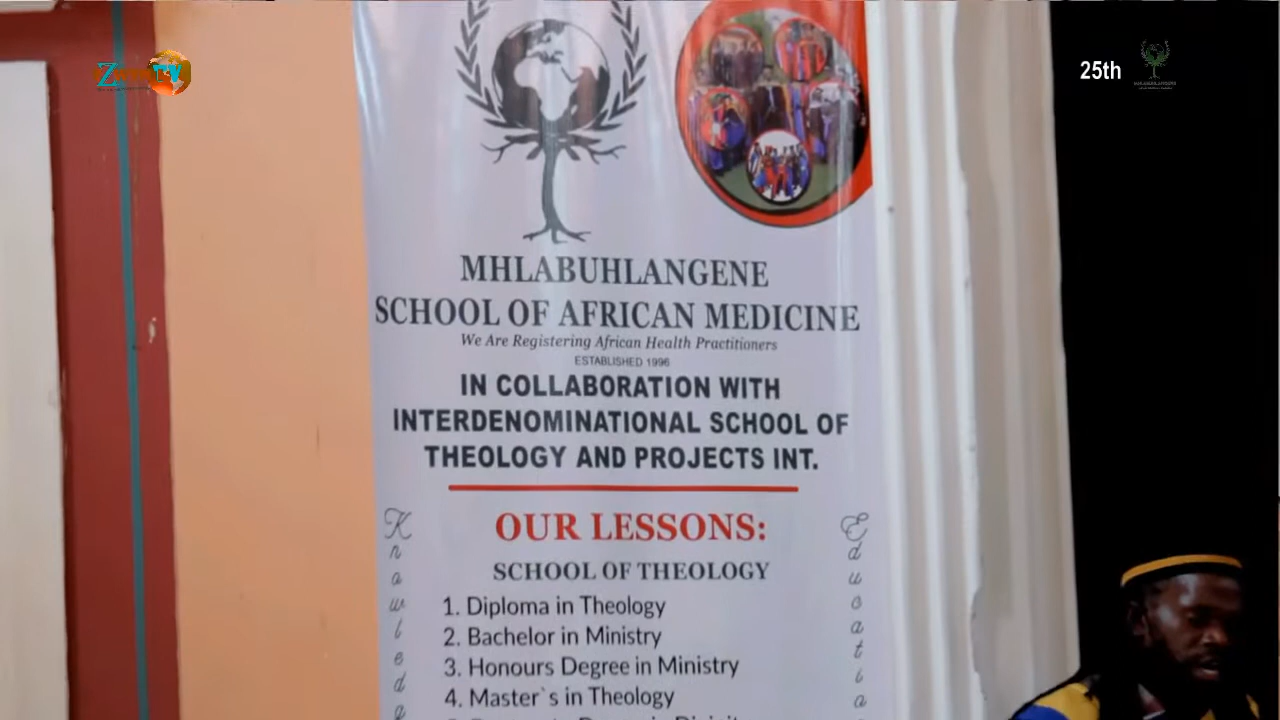 25th
MHLABUHLANGENE
SCHOOL OF AFRICAN MEDICINE
We Are Registering African Health Practitioners
ESTABLISHED 1996
IN COLLABORATION WITH
INTERDENOMINATIONAL SCHOOL OF
THEOLOGY AND PROJECTS INT.
OUR LESSONS:
SCHOOL OF THEOLOGY
1. Diploma in Theology
2. Bachelor in Ministry
3. Honours Degree in Ministry
4. Master`s in Theology